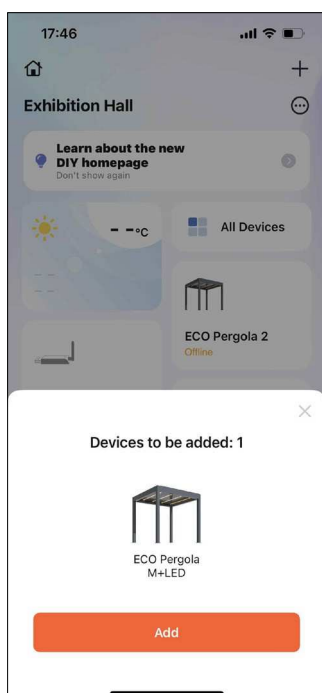 17:46
Exhibition Hall
Learn about the new
DIY homepage
Don't show again
- -°C
All Devices
- -
- -
ECO Pergola 2
Offline
Devices to be added: 1
ECO Pergola
M+LED
Add